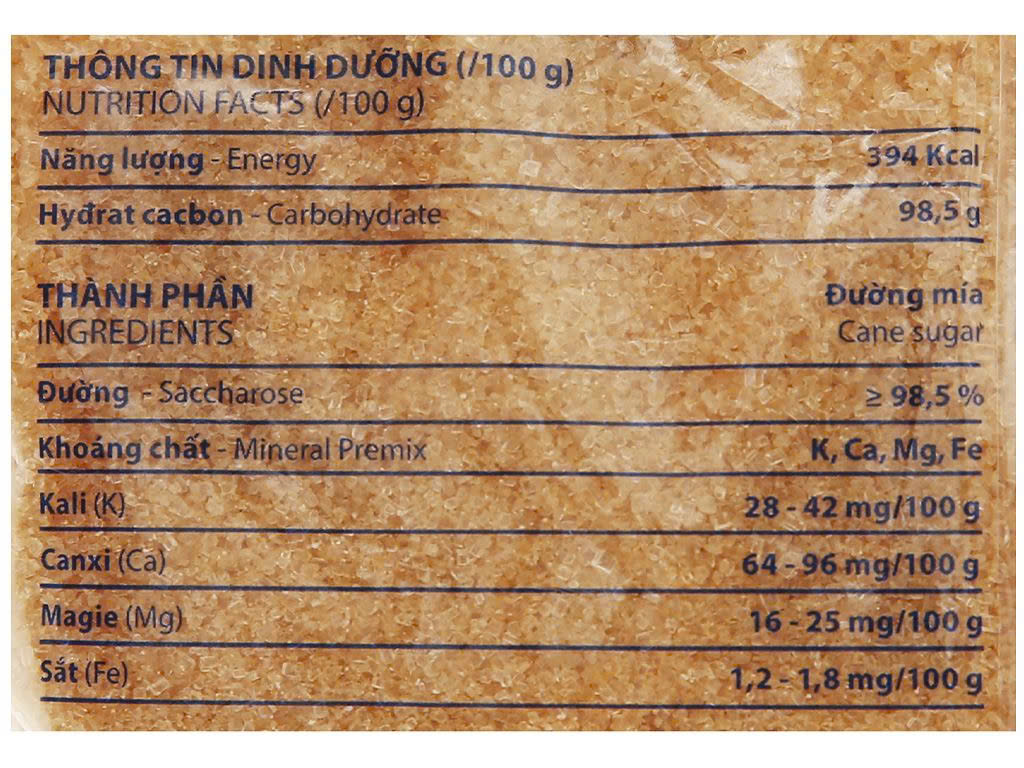 THÔNG TIN DINH DƯỠNG (/100 g)
NUTRITION FACTS (/100 g)
Năng lượng - Energy 394 Kcal
Hyđrat cacbon - Carbohydrate 98,5 g
THÀNH PHẦN Đường mía
INGREDIENTS Cane sugar
Đường - Saccharose ≥ 98,5 %
Khoáng chất - Mineral Premix K, Ca, Mg, Fe
Kali (K) 28 - 42 mg/100 g
Canxi (Ca) 64 - 96 mg/100 g
Magie (Mg) 16 - 25 mg/100 g
Sắt (Fe) 1,2 - 1,8 mg/100 g